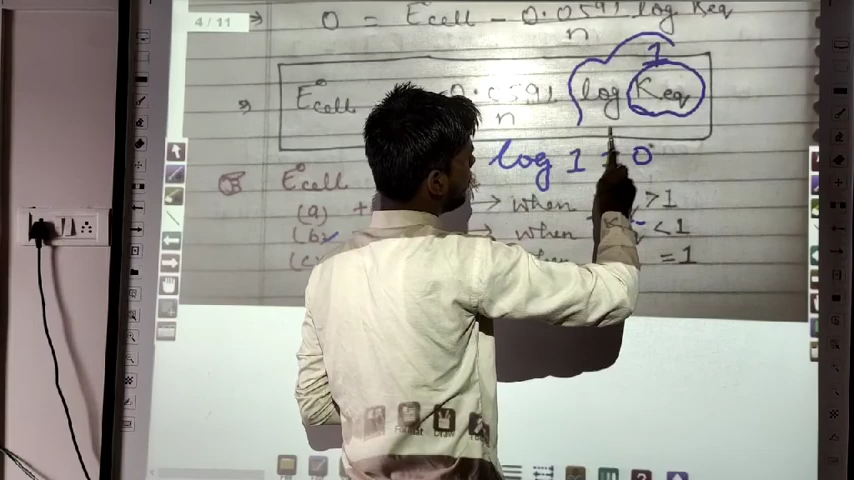 4 / 11
0 = Ecell - 0.0591 log Keq
n
1
E°cell 0.0591 log Keq
n
log 1 = 0
E°cell
(a) + → when >1
(b) → when <1
(c) =1